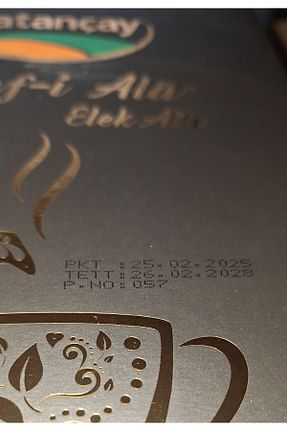 atançay
f-i Ala
Elek Altı
PKT :25.02.2025
TETT:26.02.2028
P.NO:057